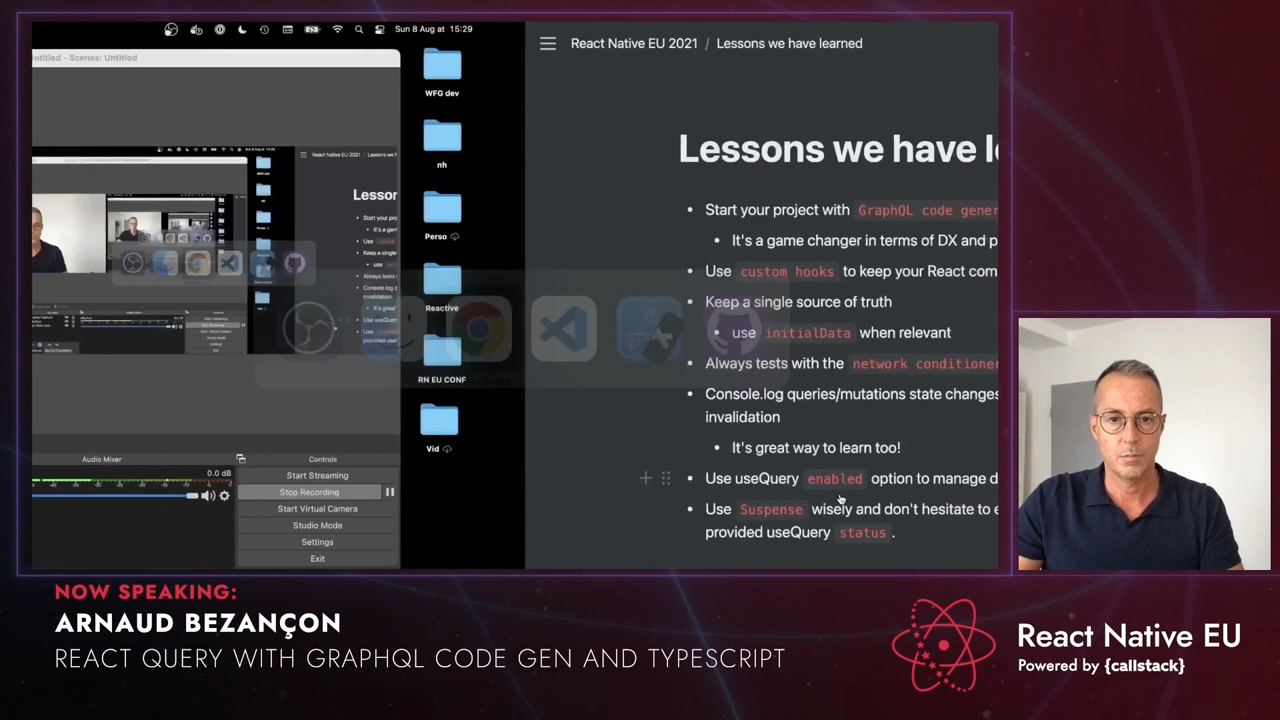 Sun 8 Aug at 15:29
Untitled - Scenes: Untitled
WFG dev
nh
Perso
Reactive
RN EU CONF
Vid
Audio Mixer
0.0 dB
Controls
Start Streaming
Stop Recording
Start Virtual Camera
Studio Mode
Settings
Exit
React Native EU 2021 / Lessons we have learned
Lessons we have l
Start your project with GraphQL code gener
It's a game changer in terms of DX and p
Use custom hooks to keep your React com
Keep a single source of truth
use initialData when relevant
Always tests with the network conditioner
Console.log queries/mutations state changes
invalidation
It's great way to learn too!
Use useQuery enabled option to manage d
Use Suspense wisely and don't hesitate to e
provided useQuery status.
NOW SPEAKING:
ARNAUD BEZANÇON
REACT QUERY WITH GRAPHQL CODE GEN AND TYPESCRIPT
React Native EU
Powered by {callstack}